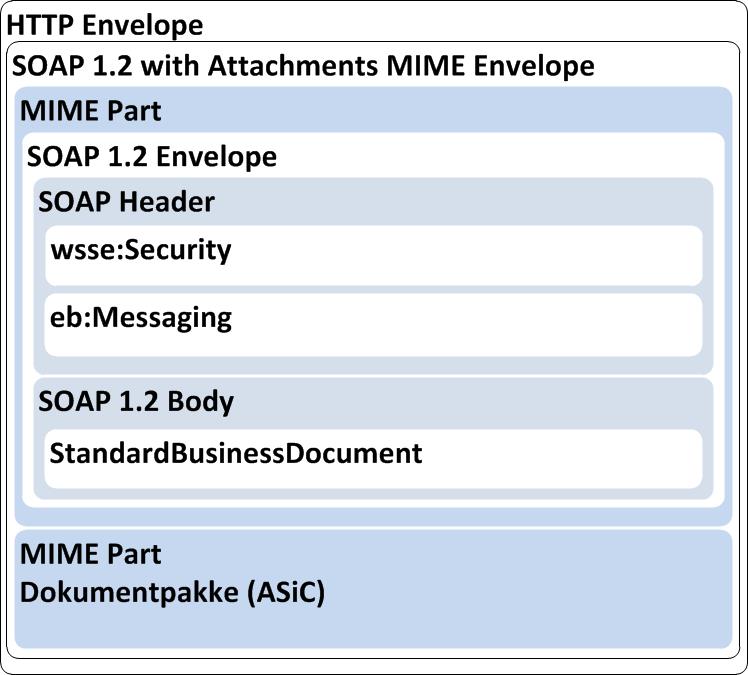 HTTP Envelope
SOAP 1.2 with Attachments MIME Envelope
MIME Part
SOAP 1.2 Envelope
SOAP Header
wsse:Security
eb:Messaging
SOAP 1.2 Body
StandardBusinessDocument
MIME Part
Dokumentpakke (ASiC)